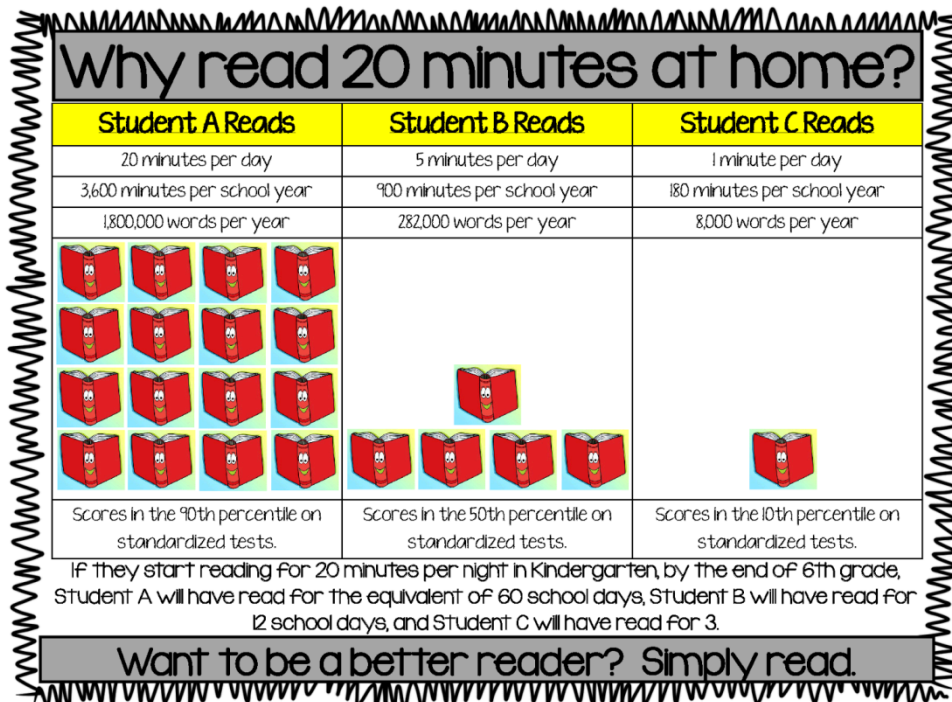 Why read 20 minutes at home?
Student A Reads
Student B Reads
Student C Reads
20 minutes per day
5 minutes per day
1 minute per day
3,600 minutes per school year
900 minutes per school year
180 minutes per school year
1,800,000 words per year
282,000 words per year
8,000 words per year
Scores in the 90th percentile on
standardized tests.
Scores in the 50th percentile on
standardized tests.
Scores in the 10th percentile on
standardized tests.
If they start reading for 20 minutes per night in Kindergarten, by the end of 6th grade,
Student A will have read for the equivalent of 60 school days, Student B will have read for
12 school days, and Student C will have read for 3.
Want to be a better reader? Simply read.